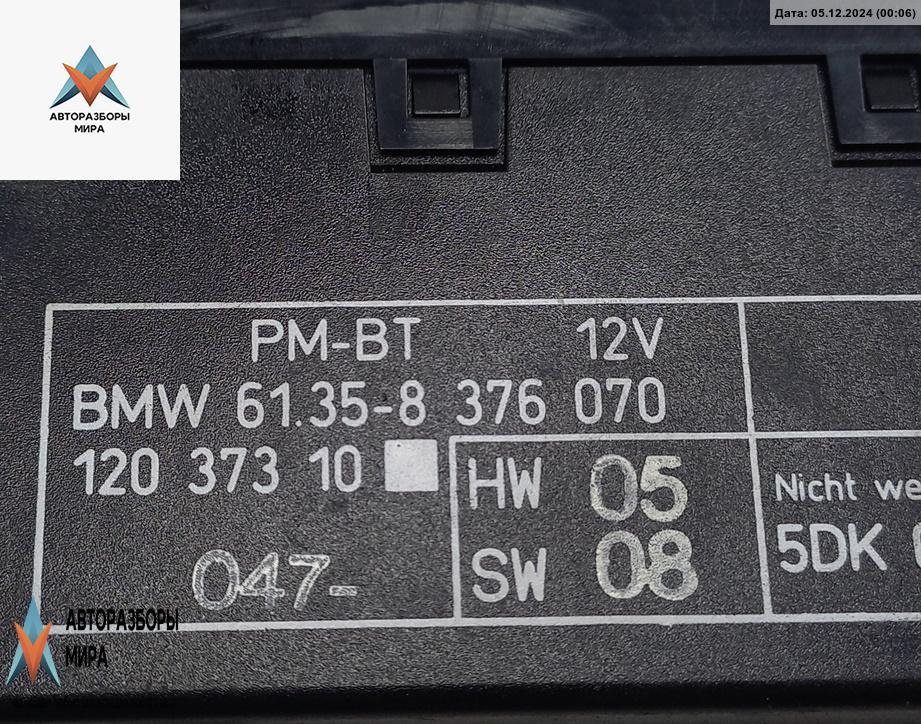 Дата: 05.12.2024 (00:06)
АВТОРАЗБОРЫ
МИРА
PM-BT 12V
BMW 61.35-8 376 070
120 373 10
HW 05
Nicht
SW 08
5DK
047-
АВТОРАЗБОРЫ
МИРА